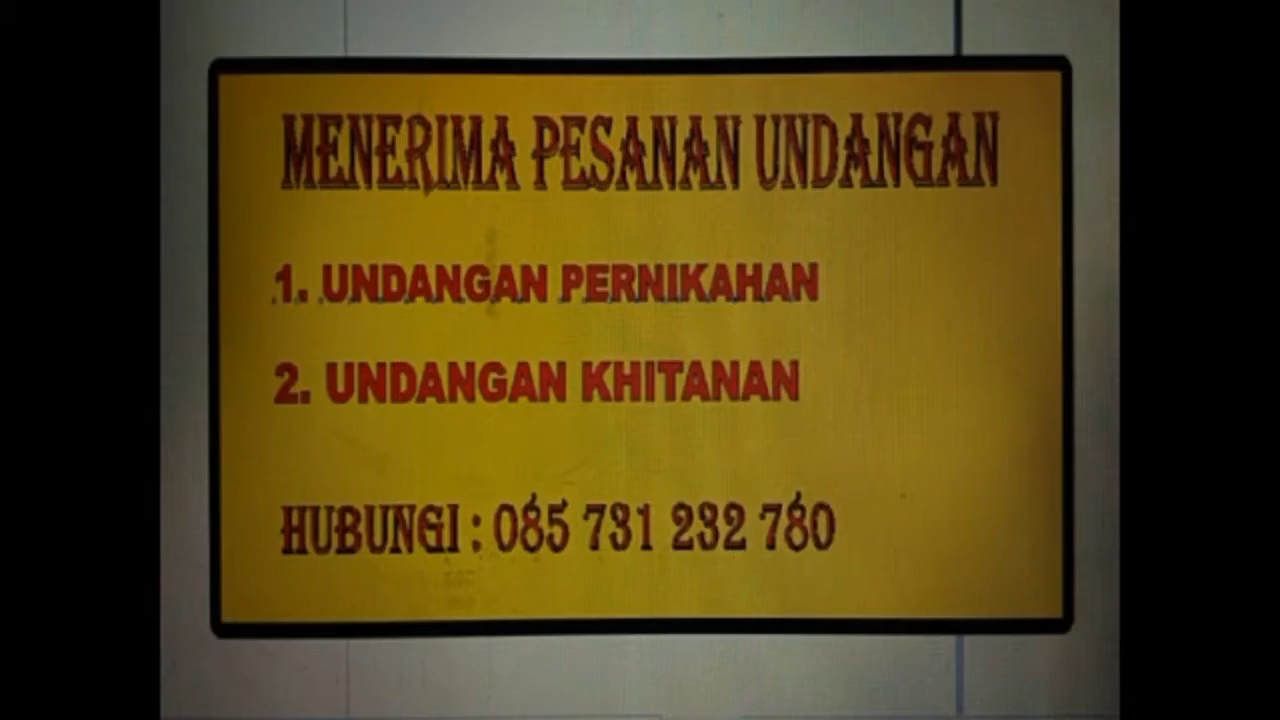 MENERIMA PESANAN UNDANGAN
1. UNDANGAN PERNIKAHAN
2. UNDANGAN KHITANAN
HUBUNGI : 085 731 232 780